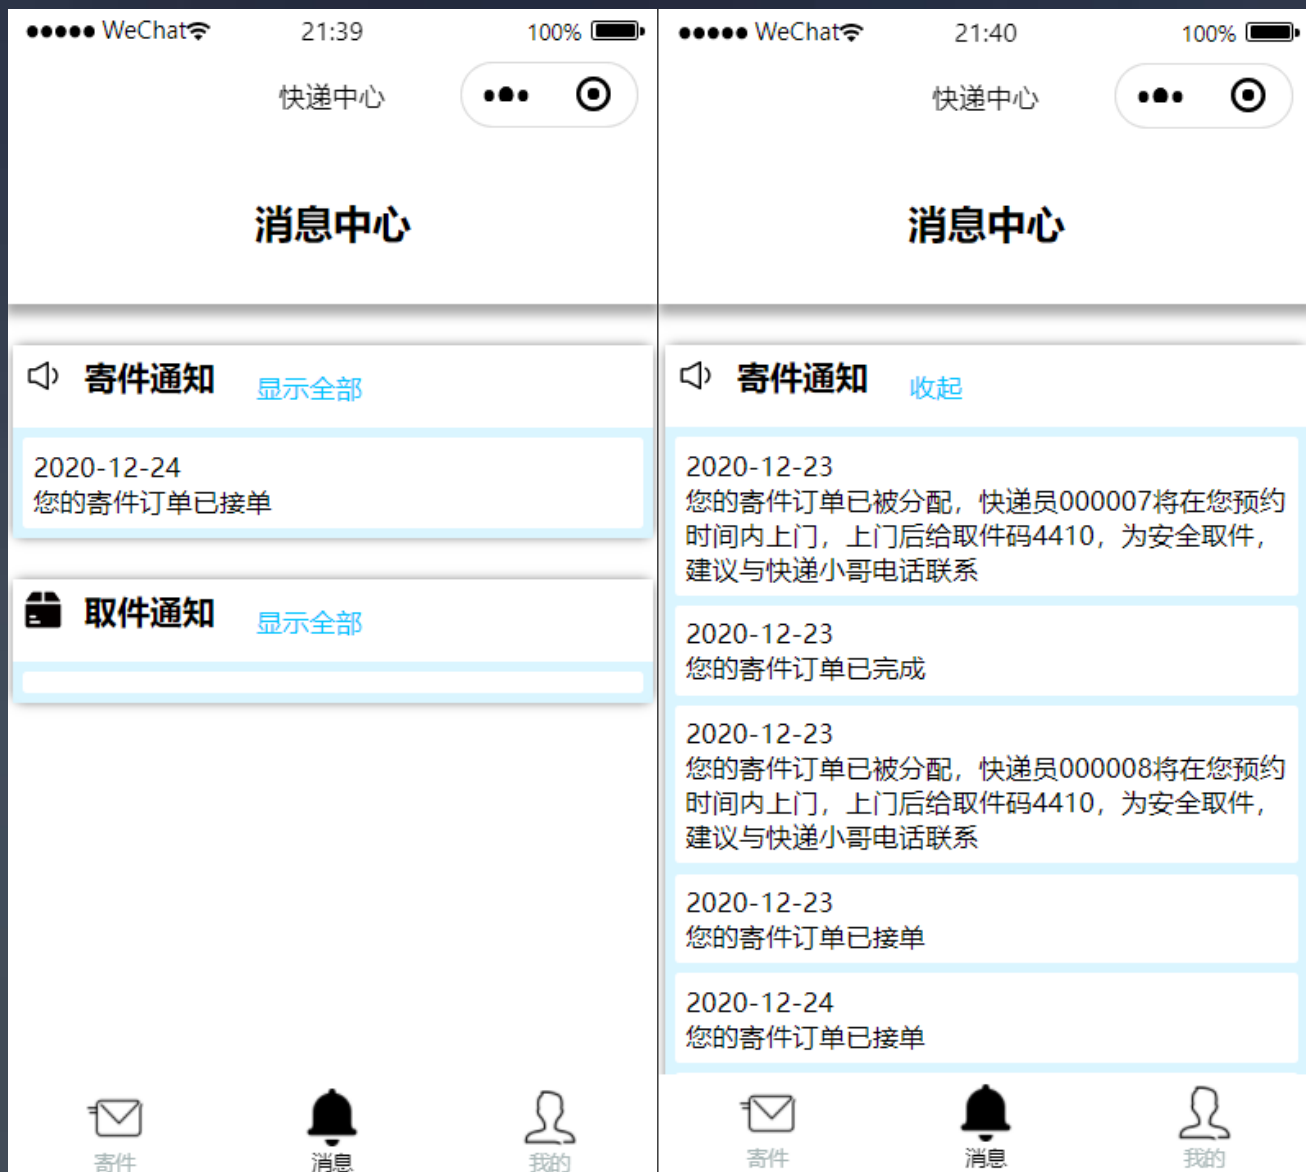 WeChat 21:39 100%
快递中心
消息中心
寄件通知 显示全部
2020-12-24
您的寄件订单已接单
取件通知 显示全部
寄件 消息 我的
WeChat 21:40 100%
快递中心
消息中心
寄件通知 收起
2020-12-23
您的寄件订单已被分配，快递员000007将在您预约
时间内上门，上门后给取件码4410，为安全取件，
建议与快递小哥电话联系
2020-12-23
您的寄件订单已完成
2020-12-23
您的寄件订单已被分配，快递员000008将在您预约
时间内上门，上门后给取件码4410，为安全取件，
建议与快递小哥电话联系
2020-12-23
您的寄件订单已接单
2020-12-24
您的寄件订单已接单
寄件 消息 我的